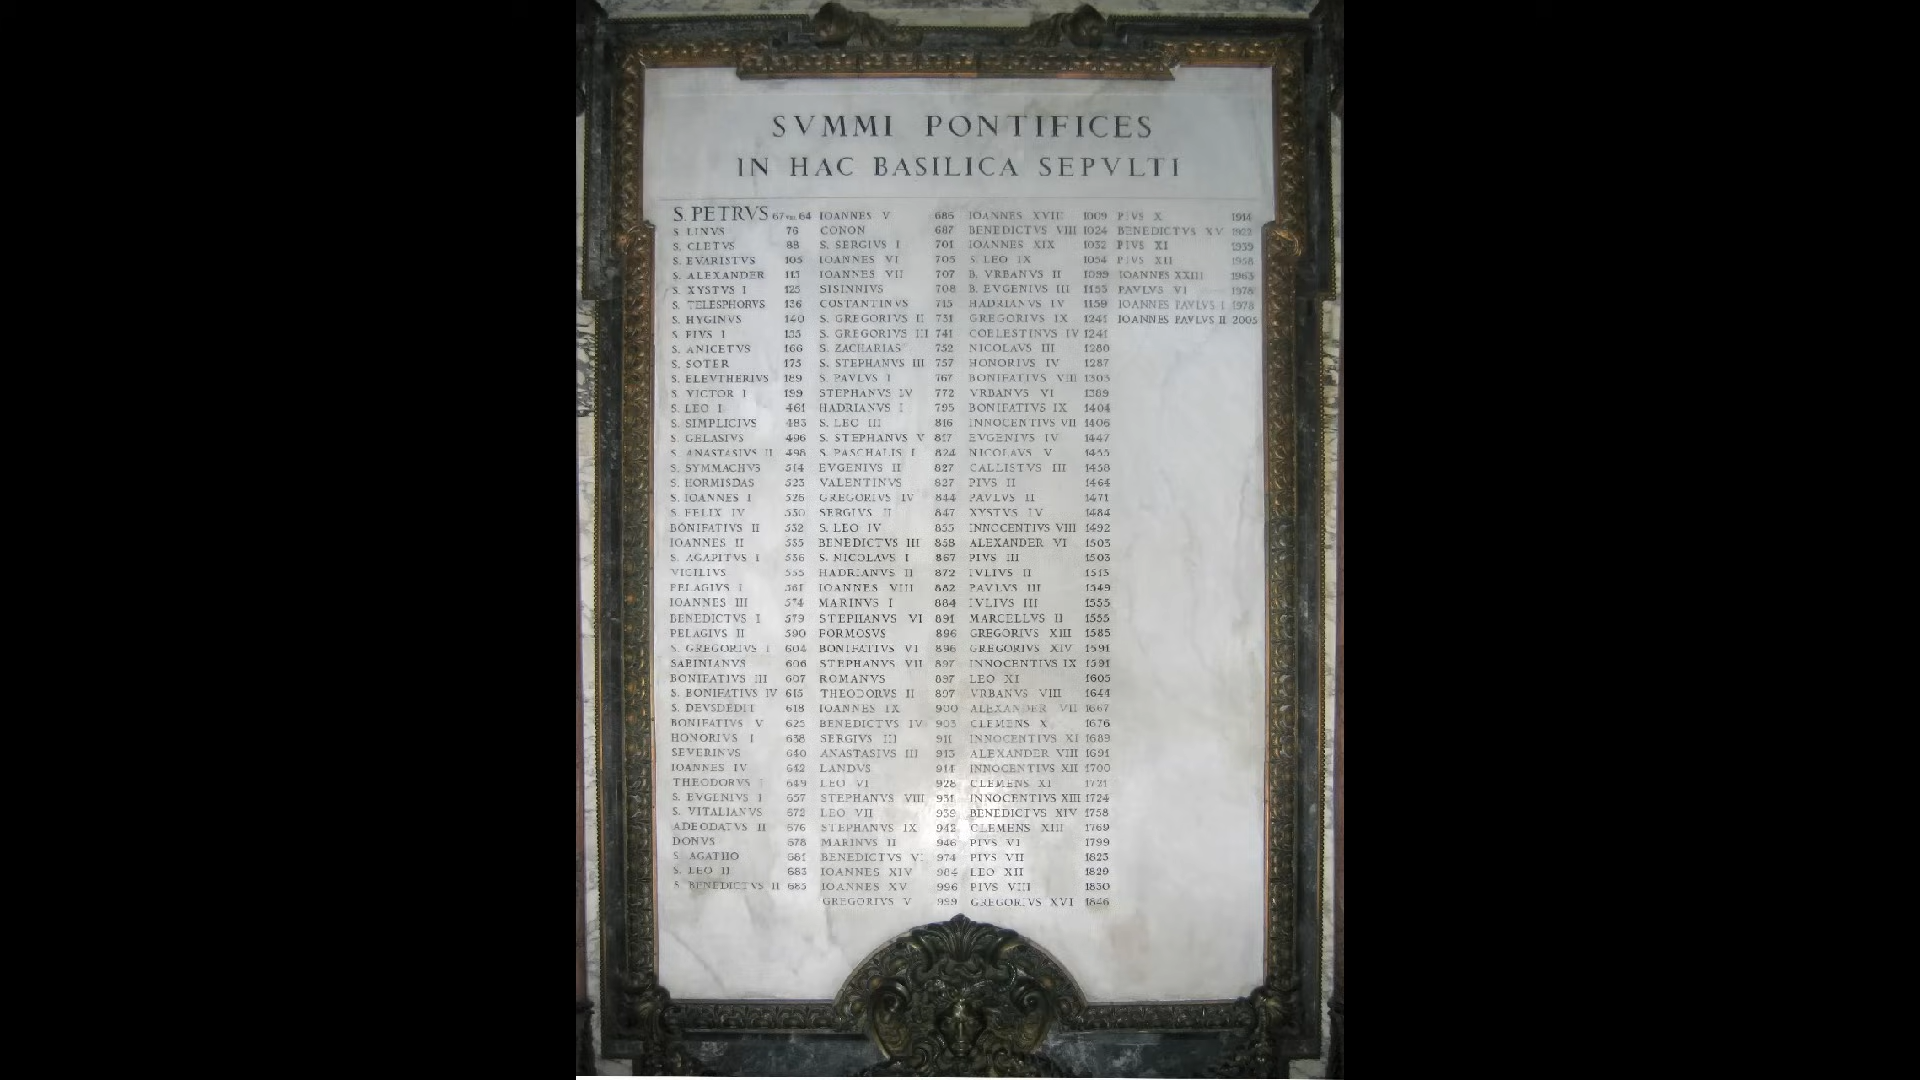 SVMMI PONTIFICES
IN HAC BASILICA SEPVLTI
S. PETRVS 67 64
S. LINVS 76
S. CLETVS 88
S. EVARISTVS 105
S. ALEXANDER 115
S. XYSTVS I 125
S. TELESPHORVS 136
S. HYGINVS 140
S. PIVS I 155
S. ANICETVS 166
S. SOTER 175
S. ELEVTHERIVS 189
S. VICTOR I 199
S. LEO I 461
S. SIMPLICIVS 483
S. GELASIVS 496
S. ANASTASIVS II 498
S. SYMMACHVS 514
S. HORMISDAS 523
S. IOANNES I 526
S. FELIX IV 530
BONIFATIVS II 532
IOANNES II 535
S. AGAPITVS I 536
VIGILIVS 555
PELAGIVS I 561
IOANNES III 574
BENEDICTVS I 579
PELAGIVS II 590
S. GREGORIVS I 604
SABINIANVS 606
BONIFATIVS III 607
S. BONIFATIVS IV 615
S. DEVSDEDIT 618
BONIFATIVS V 625
HONORIVS I 638
SEVERINVS 640
IOANNES IV 642
THEODORVS I 649
S. EVGENIVS I 657
S. VITALIANVS 672
ADEODATVS II 676
DONVS 678
S. AGATHO 681
S. LEO II 683
S. BENEDICTVS II 685
IOANNES V 686
CONON 687
S. SERGIVS I 701
IOANNES VI 705
IOANNES VII 707
SISINNIVS 708
COSTANTINVS 715
S. GREGORIVS II 731
S. GREGORIVS III 741
S. ZACHARIAS 752
S. STEPHANVS III 757
S. PAVLVS I 767
STEPHANVS IV 772
HADRIANVS I 795
S. LEO III 816
S. STEPHANVS V 817
S. PASCHALIS I 824
EVGENIVS II 827
VALENTINVS 827
GREGORIVS IV 844
SERGIVS II 847
S. LEO IV 855
BENEDICTVS III 858
S. NICOLAVS I 867
HADRIANVS II 872
IOANNES VIII 882
MARINVS I 884
STEPHANVS VI 891
FORMOSVS 896
BONIFATIVS VI 896
STEPHANVS VII 897
ROMANVS 897
THEODORVS II 897
IOANNES IX 900
BENEDICTVS IV 903
SERGIVS III 911
ANASTASIVS III 913
LANDVS 914
LEO VI 928
STEPHANVS VIII 931
LEO VII 939
STEPHANVS IX 942
MARINVS II 946
BENEDICTVS VI 974
IOANNES XIV 984
IOANNES XV 996
GREGORIVS V 999
IOANNES XVIII 1009
BENEDICTVS VIII 1024
IOANNES XIX 1032
S. LEO IX 1054
B. VRBANVS II 1099
B. EVGENIVS III 1153
HADRIANVS IV 1159
GREGORIVS IX 1241
COELESTINVS IV 1241
NICOLAVS III 1280
HONORIVS IV 1287
BONIFATIVS VIII 1303
VRBANVS VI 1389
BONIFATIVS IX 1404
INNOCENTIVS VII 1406
EVGENIVS IV 1447
NICOLAVS V 1455
CALLISTVS III 1458
PIVS II 1464
PAVLVS II 1471
XYSTVS IV 1484
INNOCENTIVS VIII 1492
ALEXANDER VI 1503
PIVS III 1503
IVLIVS II 1513
PAVLVS III 1549
IVLIVS III 1555
MARCELLVS II 1555
GREGORIVS XIII 1585
GREGORIVS XIV 1591
INNOCENTIVS IX 1591
LEO XI 1605
VRBANVS VIII 1644
ALEXANDER VII 1667
CLEMENS X 1676
INNOCENTIVS XI 1689
ALEXANDER VIII 1691
INNOCENTIVS XII 1700
CLEMENS XI 1721
INNOCENTIVS XIII 1724
BENEDICTVS XIV 1758
CLEMENS XIII 1769
PIVS VI 1799
PIVS VII 1823
LEO XII 1829
PIVS VIII 1830
GREGORIVS XVI 1846
PIVS X 1914
BENEDICTVS XV 1922
PIVS XI 1939
PIVS XII 1958
IOANNES XXIII 1963
PAVLVS VI 1978
IOANNES PAVLVS I 1978
IOANNES PAVLVS II 2005